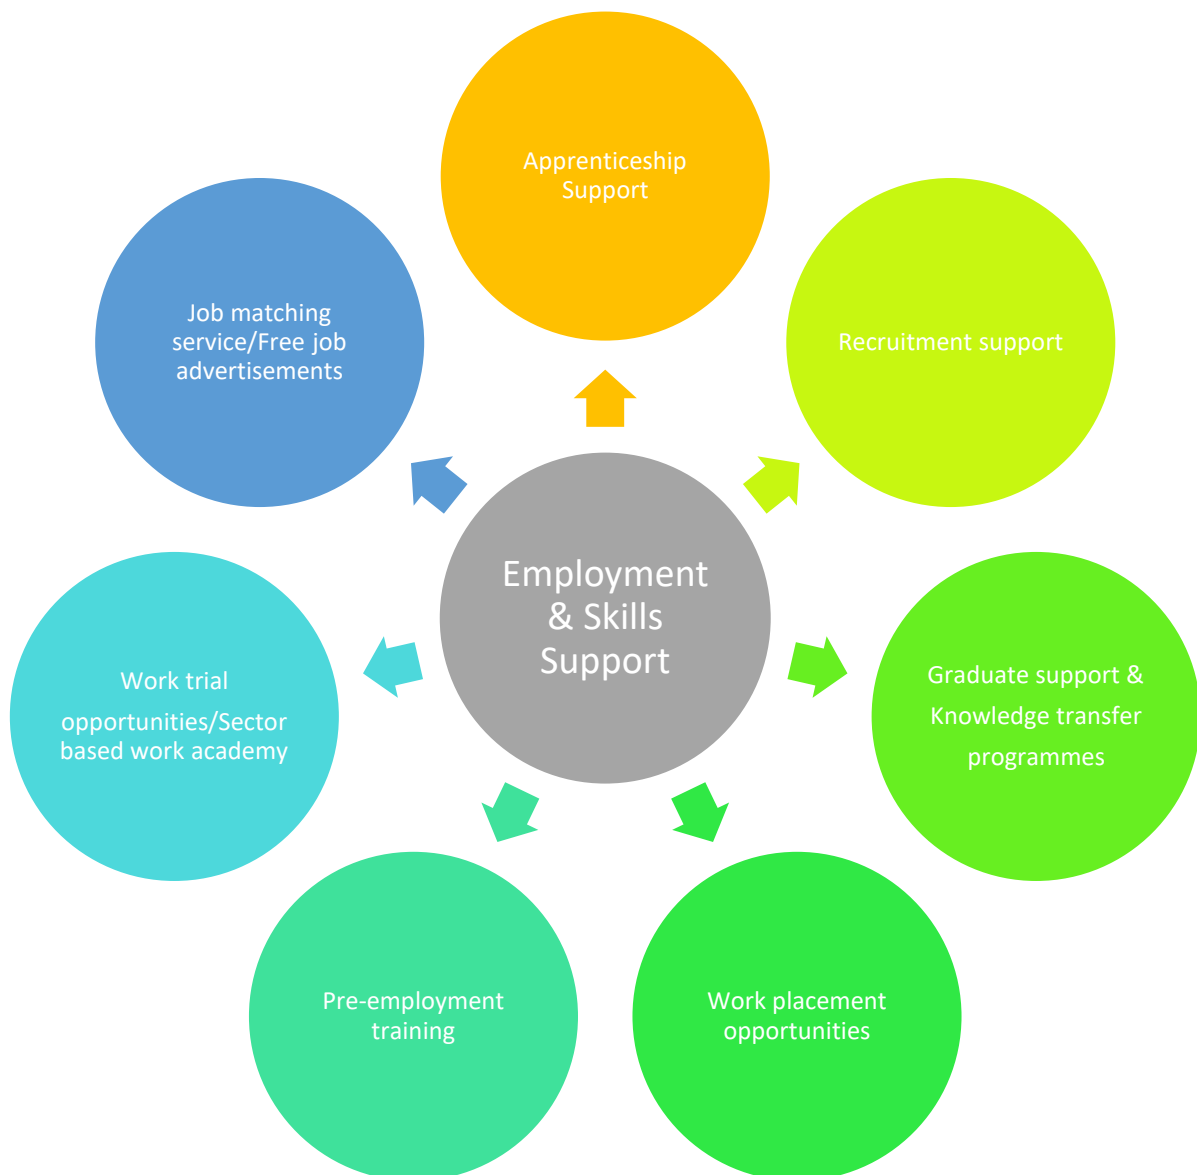 Apprenticeship
Support
Job matching
service/Free job
advertisements
Recruitment support
Employment
& Skills
Support
Work trial
opportunities/Sector
based work academy
Graduate support &
Knowledge transfer
programmes
Pre-employment
training
Work placement
opportunities